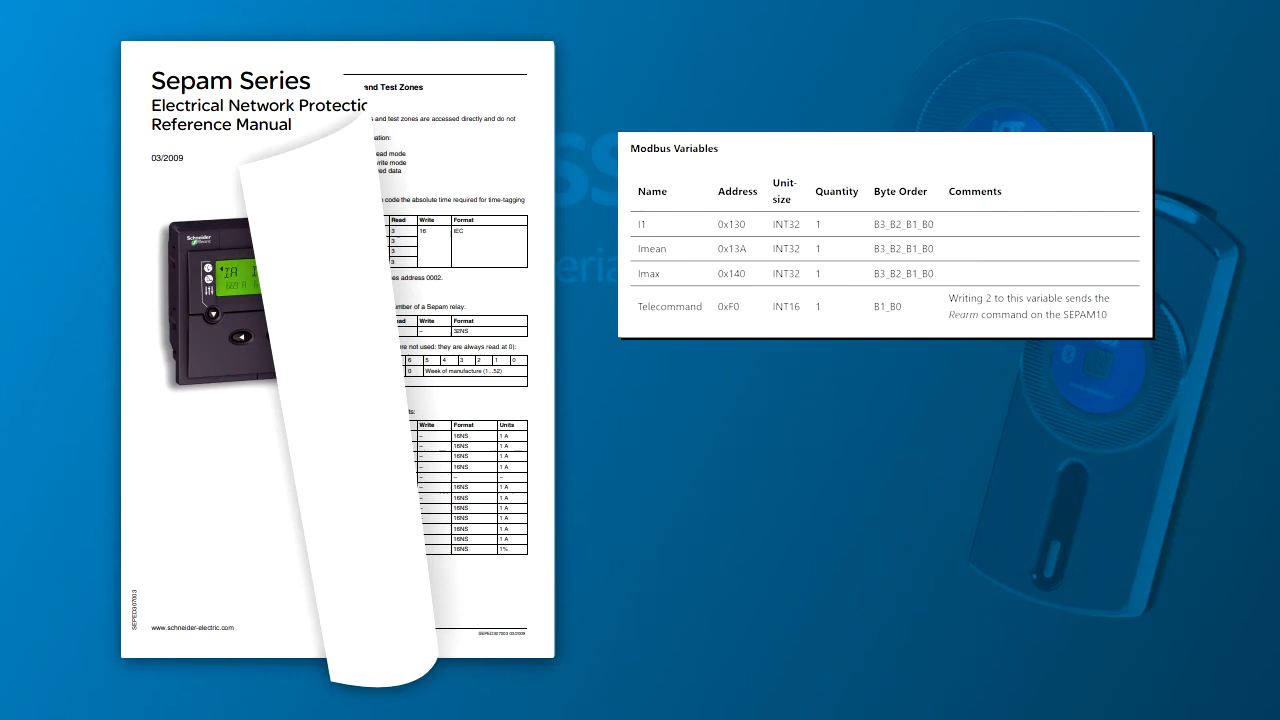 Sepam Series
Electrical Network Protectic
Reference Manual
03/2009
Schneider
Electric
www.schneider-electric.com
SEPED307003
and Test Zones
and test zones are accessed directly and do not
ation:
ead mode
rite mode
ed data
code the absolute time required for time-tagging
Read Write Format
3 16 IEC
3
3
3
es address 0002.
umber of a Sepam relay:
ead Write Format
– 32NS
re not used: they are always read at 0):
6 5 4 3 2 1 0
0 Week of manufacture (1...52)
ts:
Write Format Units
– 16NS 1 A
– 16NS 1 A
– 16NS 1 A
– 16NS 1 A
– – –
– 16NS 1 A
– 16NS 1 A
– 16NS 1 A
– 16NS 1 A
16NS 1 A
16NS 1 A
16NS 1%
SEPED307003 03/2009
Modbus Variables
Name Address Unit-size Quantity Byte Order Comments
I1 0x130 INT32 1 B3_B2_B1_B0
Imean 0x13A INT32 1 B3_B2_B1_B0
Imax 0x140 INT32 1 B3_B2_B1_B0
Telecommand 0xF0 INT16 1 B1_B0 Writing 2 to this variable sends the
Rearm command on the SEPAM10